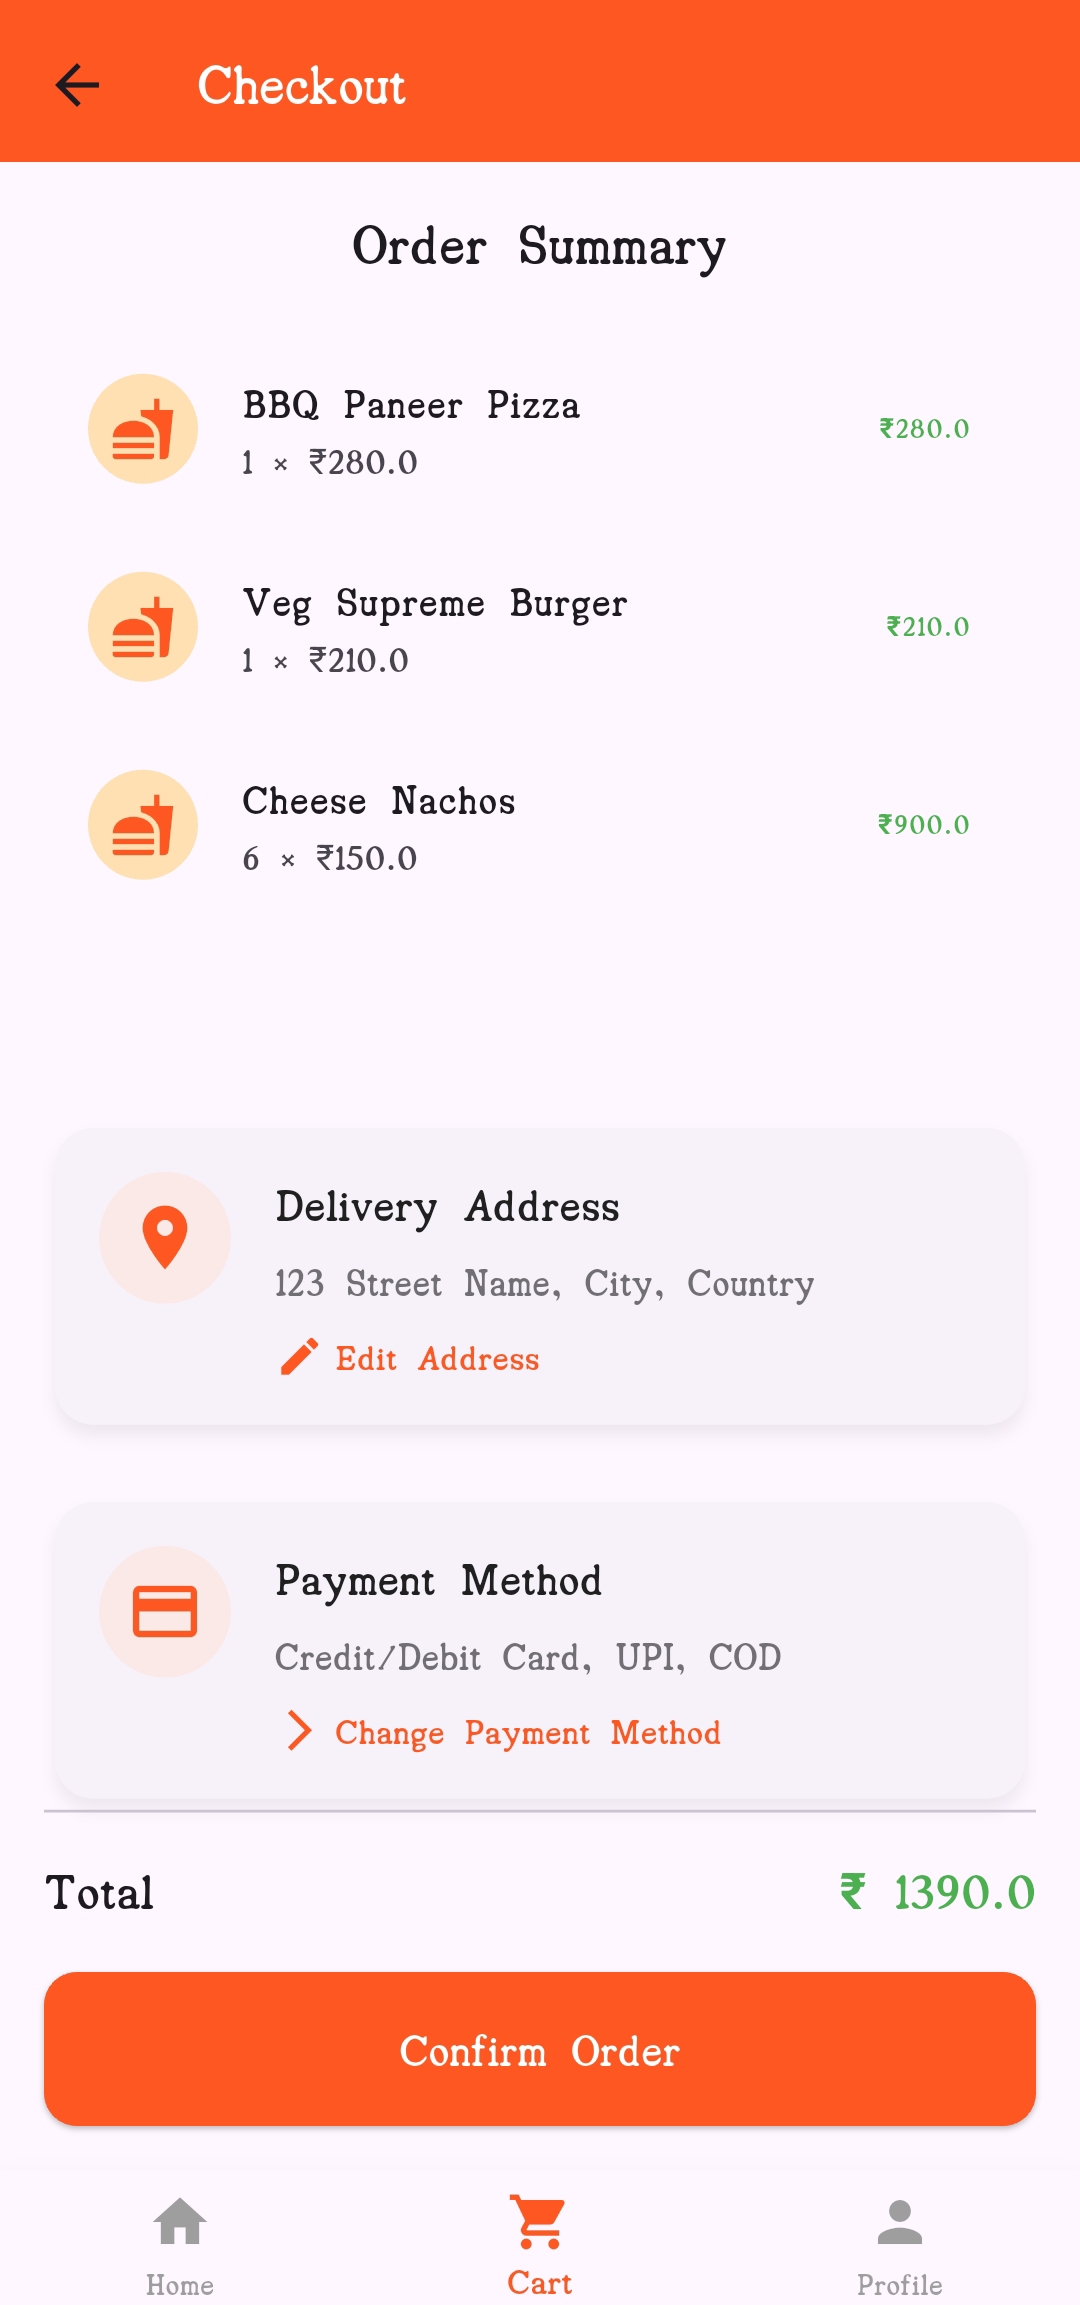 Checkout
Order Summary
BBQ Paneer Pizza
1 × ₹280.0
₹280.0
Veg Supreme Burger
1 × ₹210.0
₹210.0
Cheese Nachos
6 × ₹150.0
₹900.0
Delivery Address
123 Street Name, City, Country
Edit Address
Payment Method
Credit/Debit Card, UPI, COD
Change Payment Method
Total
₹ 1390.0
Confirm Order
Home
Cart
Profile